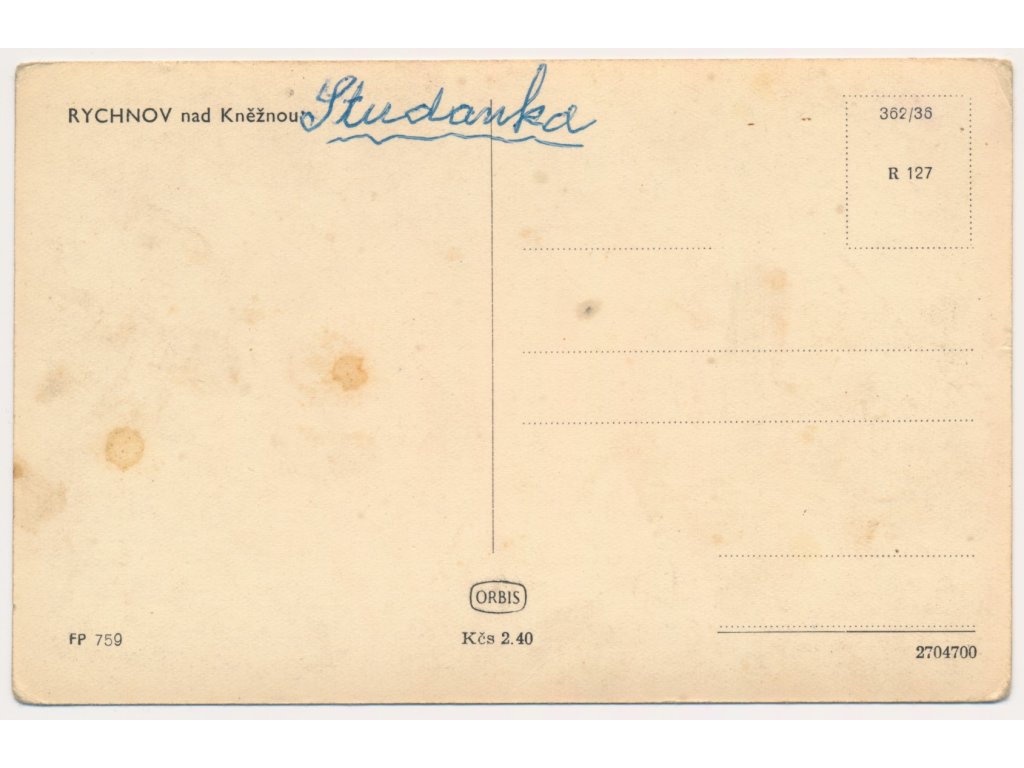 RYCHNOV nad Kněžnou Studanka
362/36
R 127
ORBIS
FP 759
Kčs 2.40
2704700